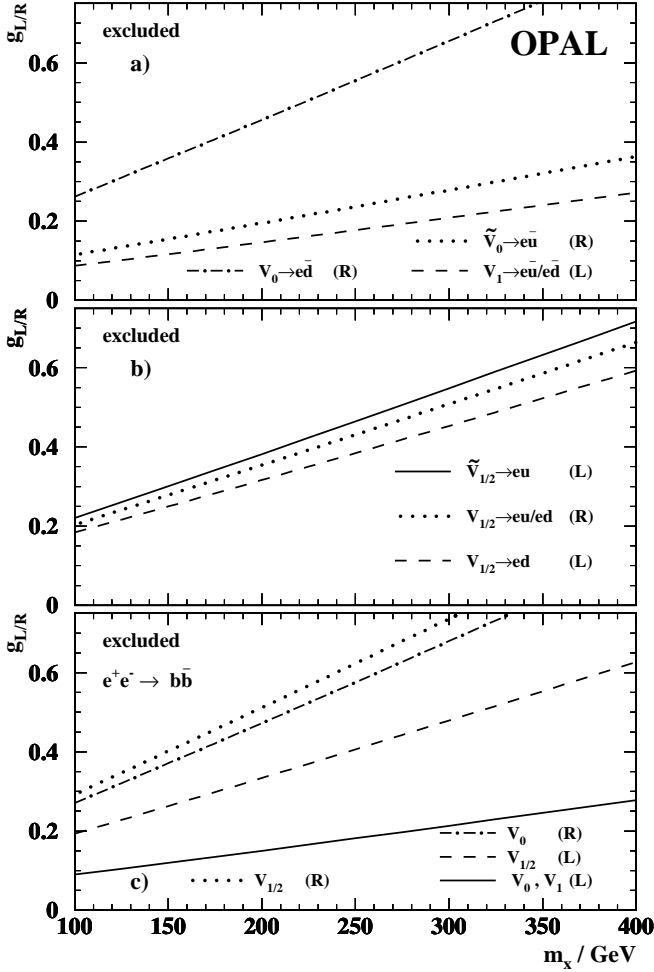 g_L/R
excluded
OPAL
a)
0.6
0.4
0.2
0
Ṽ_0→eū (R)
V_0→ed̄ (R)
V_1→eū/ed̄ (L)
g_L/R
excluded
b)
0.6
0.4
0.2
0
Ṽ_1/2→eu (L)
V_1/2→eu/ed (R)
V_1/2→ed (L)
g_L/R
excluded
e⁺e⁻→ bb̄
0.6
0.4
0.2
0
V_0 (R)
V_1/2 (L)
c)
V_1/2 (R)
V_0 , V_1 (L)
100 150 200 250 300 350 400
m_x / GeV